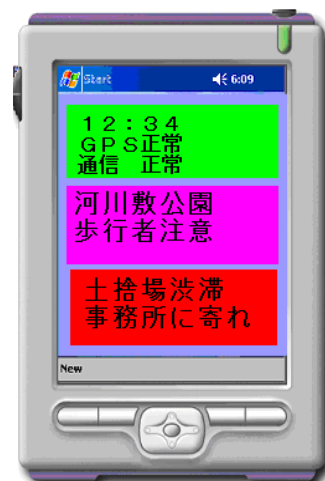 Start 6:09
１２：３４
ＧＰＳ正常
通信　正常
河川敷公園
歩行者注意
土捨場渋滞
事務所に寄れ
New